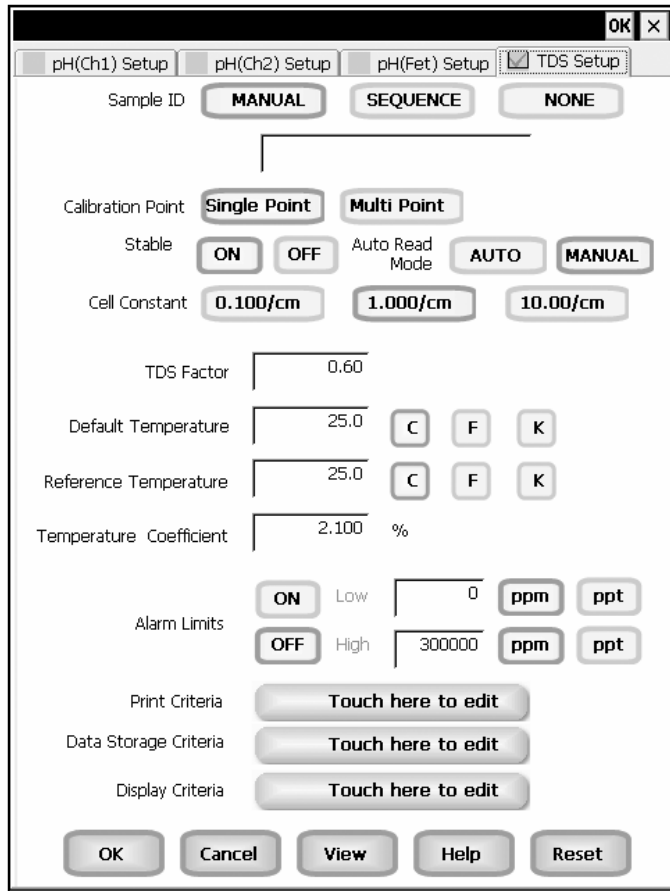 OK ×
pH(Ch1) Setup pH(Ch2) Setup pH(Fet) Setup TDS Setup
Sample ID MANUAL SEQUENCE NONE
Calibration Point Single Point Multi Point
Stable ON OFF Auto Read Mode AUTO MANUAL
Cell Constant 0.100/cm 1.000/cm 10.00/cm
TDS Factor 0.60
Default Temperature 25.0 C F K
Reference Temperature 25.0 C F K
Temperature Coefficient 2.100 %
Alarm Limits
ON Low 0 ppm ppt
OFF High 300000 ppm ppt
Print Criteria Touch here to edit
Data Storage Criteria Touch here to edit
Display Criteria Touch here to edit
OK Cancel View Help Reset